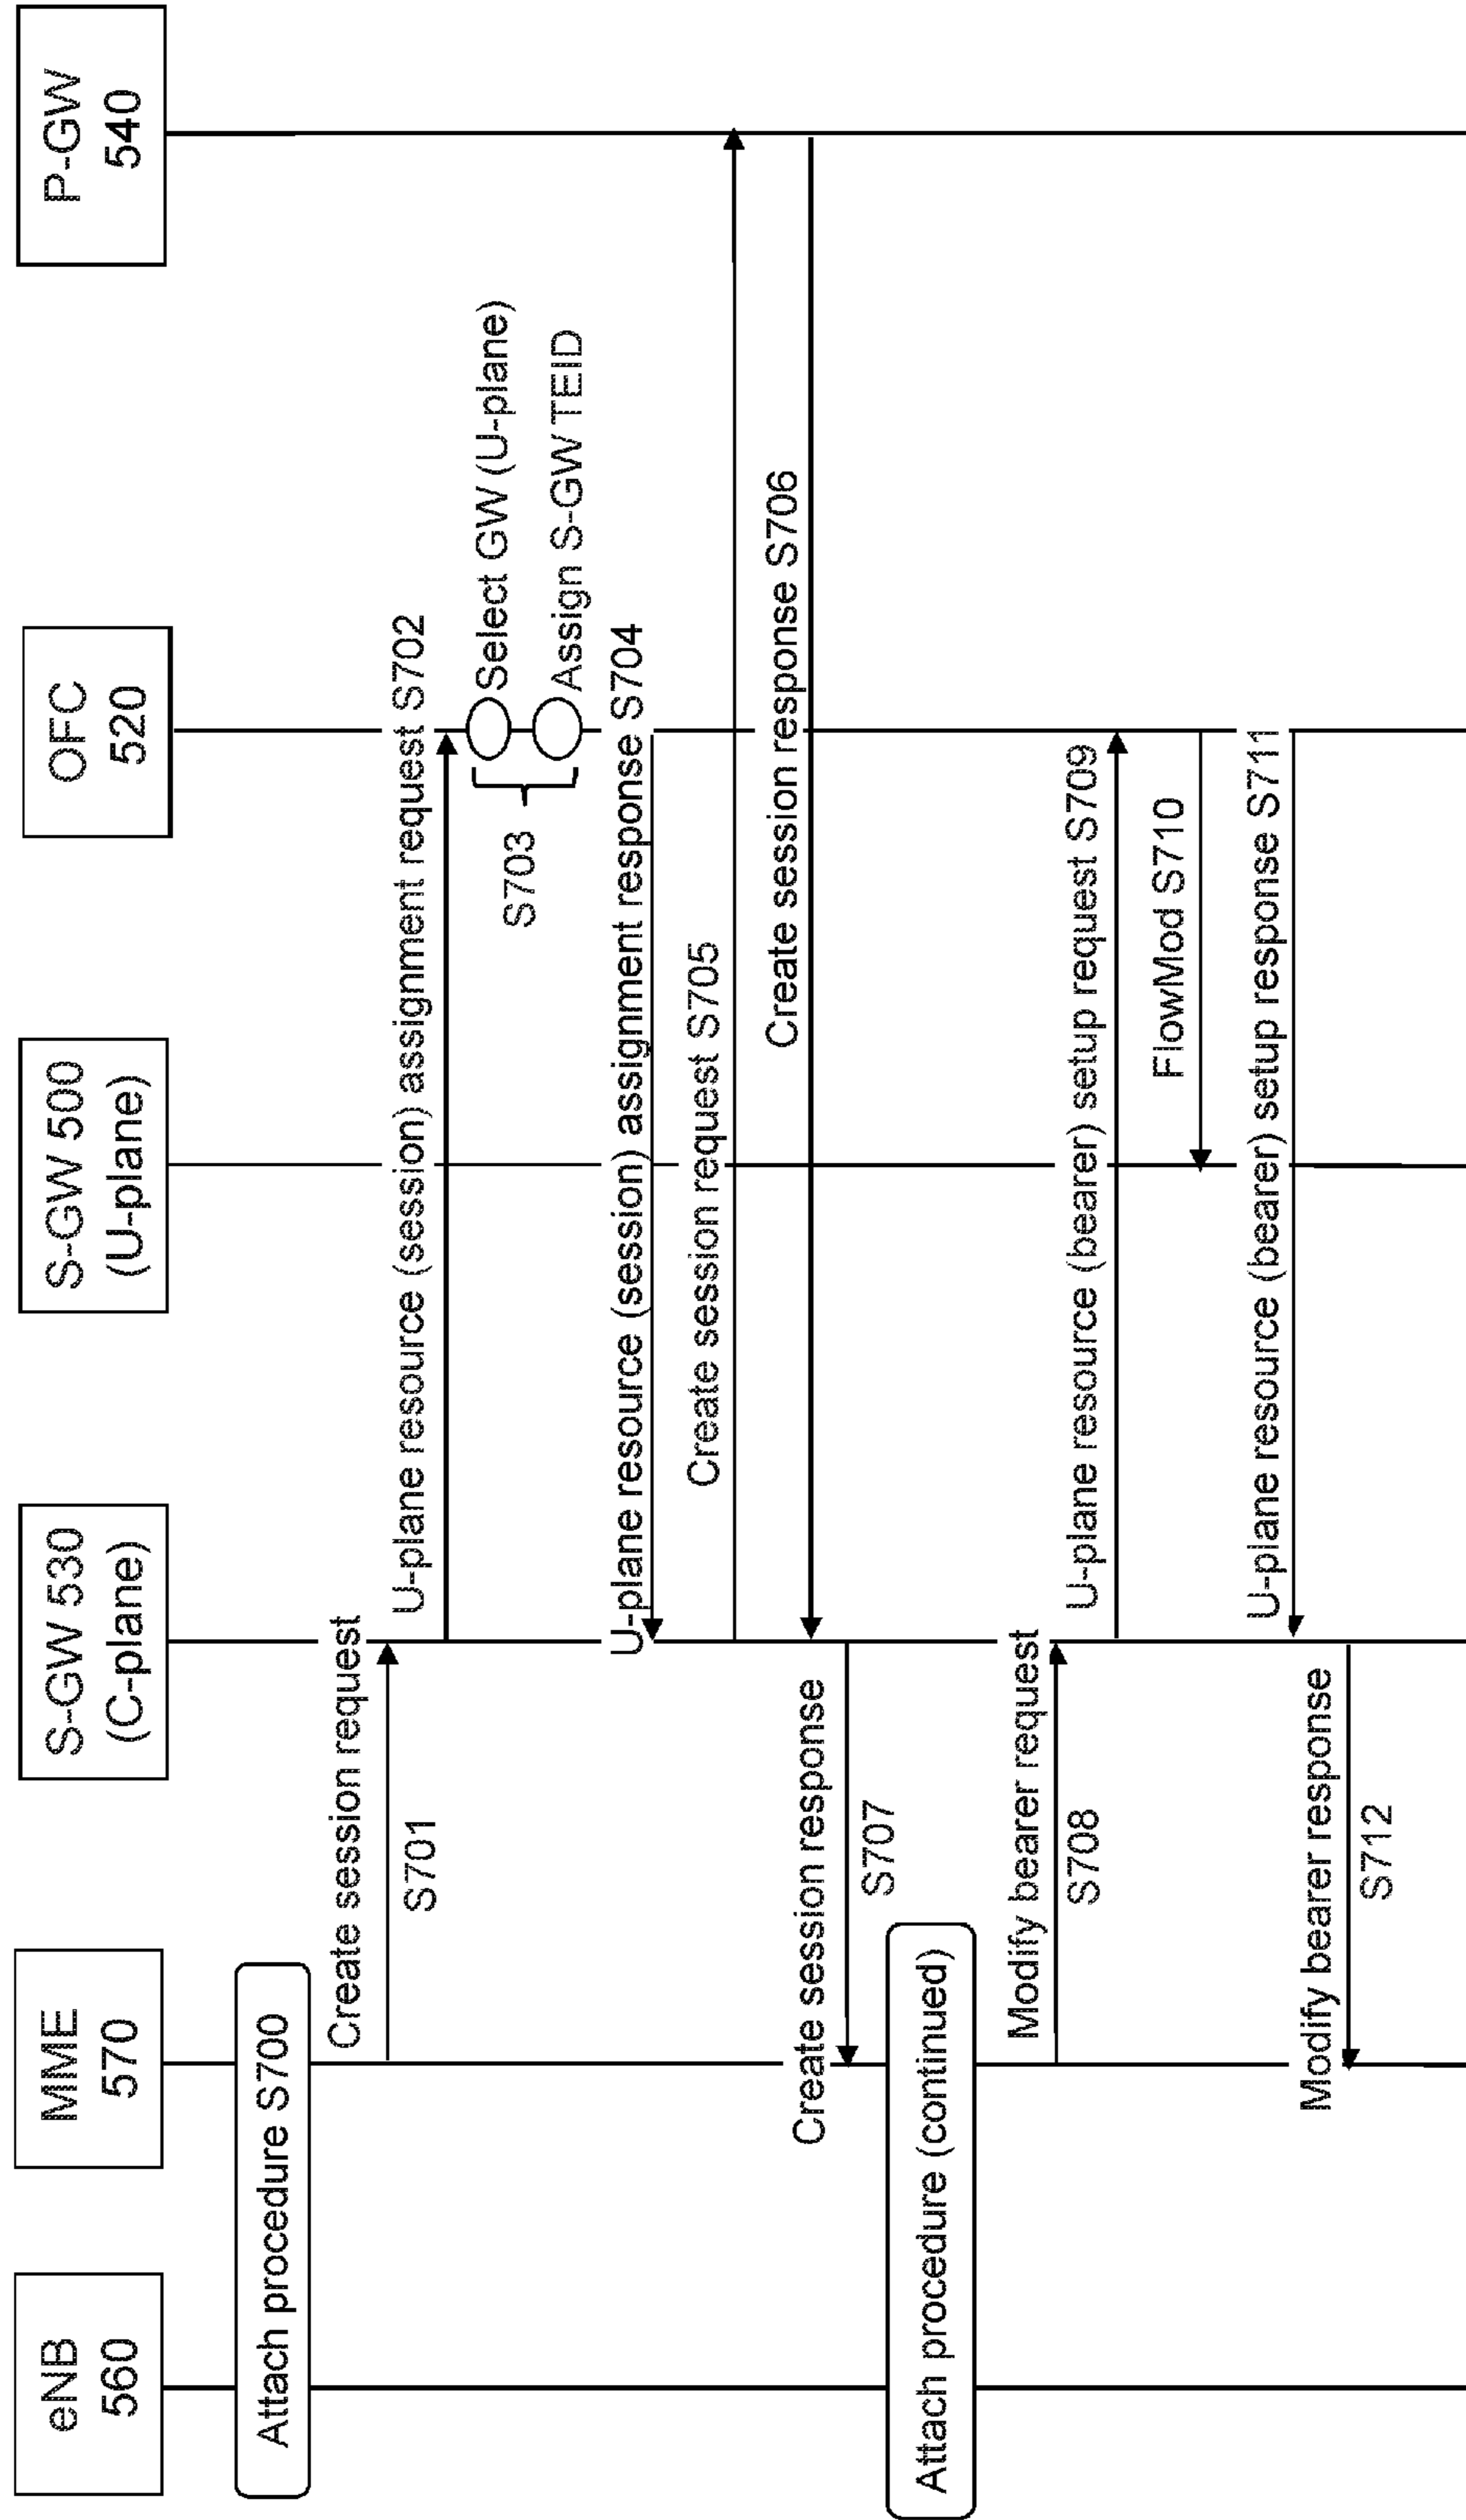 eNB
560
MME
570
S-GW 530
(C-plane)
S-GW 500
(U-plane)
OFC
520
P-GW
540
Attach procedure S700
Create session request
S701
U-plane resource (session) assignment request S702
Select GW (U-plane)
S703
Assign S-GW TEID
U-plane resource (session) assignment response S704
Create session request S705
Create session response S706
Create session response
S707
Attach procedure (continued)
Modify bearer request
S708
U-plane resource (bearer) setup request S709
FlowMod S710
U-plane resource (bearer) setup response S711
Modify bearer response
S712